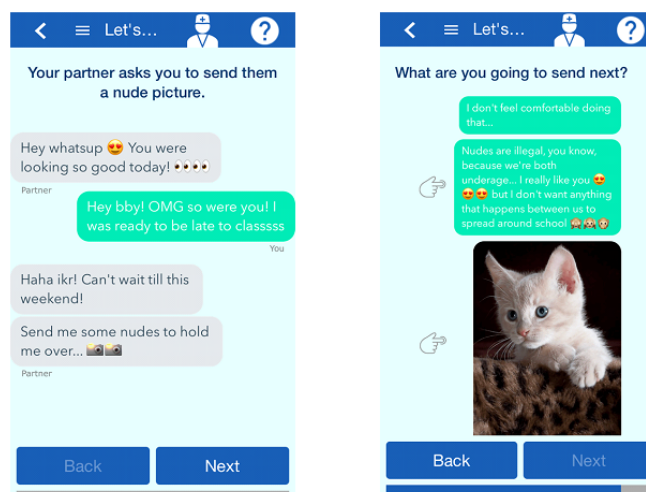 Let's...
?
Your partner asks you to send them
a nude picture.
Hey whatsup 😍 You were
looking so good today! 👀👀
Partner
Hey bby! OMG so were you! I
was ready to be late to classsss
You
Haha ikr! Can't wait till this
weekend!
Send me some nudes to hold
me over... 📸📸
Partner
Back
Next
Let's...
?
What are you going to send next?
I don't feel comfortable doing
that...
Nudes are illegal, you know,
because we're both
underage... I really like you 😍
😍😍 but I don't want anything
that happens between us to
spread around school 🙈🙊
Back
Next